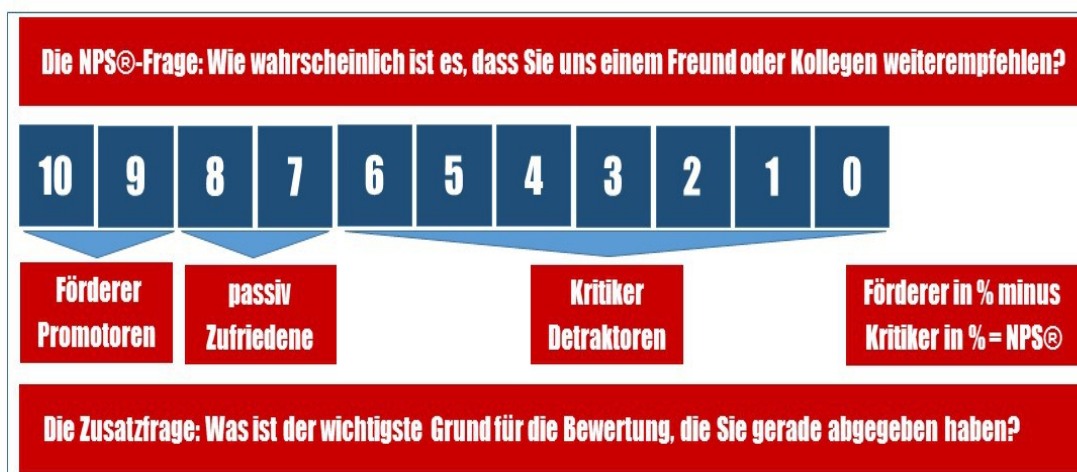 Die NPS®-Frage: Wie wahrscheinlich ist es, dass Sie uns einem Freund oder Kollegen weiterempfehlen?
10 9 8 7 6 5 4 3 2 1 0
Förderer
Promotoren
passiv
Zufriedene
Kritiker
Detraktoren
Förderer in % minus
Kritiker in % = NPS®
Die Zusatzfrage: Was ist der wichtigste Grund für die Bewertung, die Sie gerade abgegeben haben?